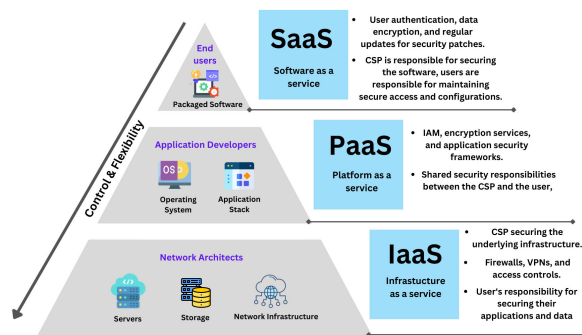 Control & Flexibility
End
users
Packaged Software
SaaS
Software as a
service
• User authentication, data
encryption, and regular
updates for security patches.
• CSP is responsible for securing
the software, users are
responsible for maintaining
secure access and configurations.
Application Developers
OS
Operating
System
Application
Stack
PaaS
Platform as a
service
• IAM, encryption services,
and application security
frameworks.
• Shared security responsibilities
between the CSP and the user,
Network Architects
Servers
Storage
Network Infrastructure
IaaS
Infrastucture
as a service
• CSP securing the
underlying infrastructure.
• Firewalls, VPNs, and
access controls.
• User's responsibility for
securing their
applications and data